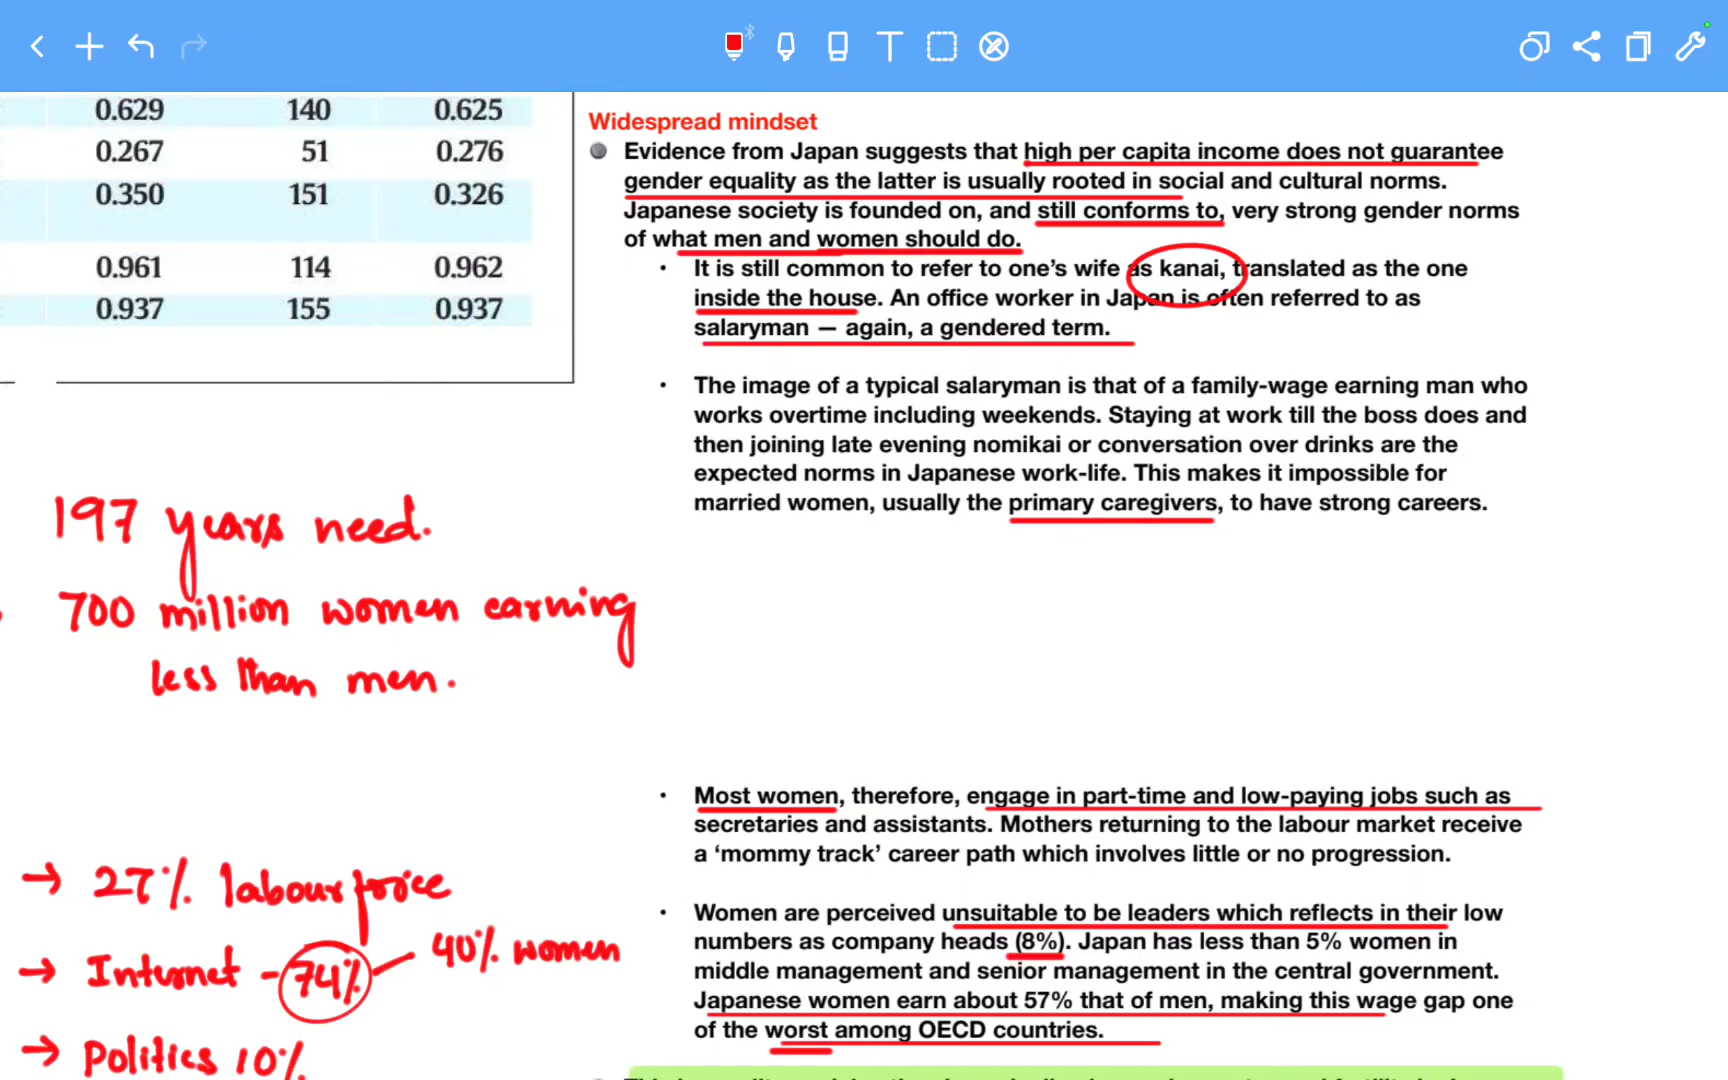 0.629 140 0.625
0.267 51 0.276
0.350 151 0.326
0.961 114 0.962
0.937 155 0.937
197 years need.
700 million women earning
less than men.
→ 27% labour force
→ Internet - 74% 40% women
→ Politics 10%
Widespread mindset
Evidence from Japan suggests that high per capita income does not guarantee
gender equality as the latter is usually rooted in social and cultural norms.
Japanese society is founded on, and still conforms to, very strong gender norms
of what men and women should do.
• It is still common to refer to one’s wife as kanai, translated as the one
inside the house. An office worker in Japan is often referred to as
salaryman — again, a gendered term.
• The image of a typical salaryman is that of a family-wage earning man who
works overtime including weekends. Staying at work till the boss does and
then joining late evening nomikai or conversation over drinks are the
expected norms in Japanese work-life. This makes it impossible for
married women, usually the primary caregivers, to have strong careers.
• Most women, therefore, engage in part-time and low-paying jobs such as
secretaries and assistants. Mothers returning to the labour market receive
a ‘mommy track’ career path which involves little or no progression.
• Women are perceived unsuitable to be leaders which reflects in their low
numbers as company heads (8%). Japan has less than 5% women in
middle management and senior management in the central government.
Japanese women earn about 57% that of men, making this wage gap one
of the worst among OECD countries.